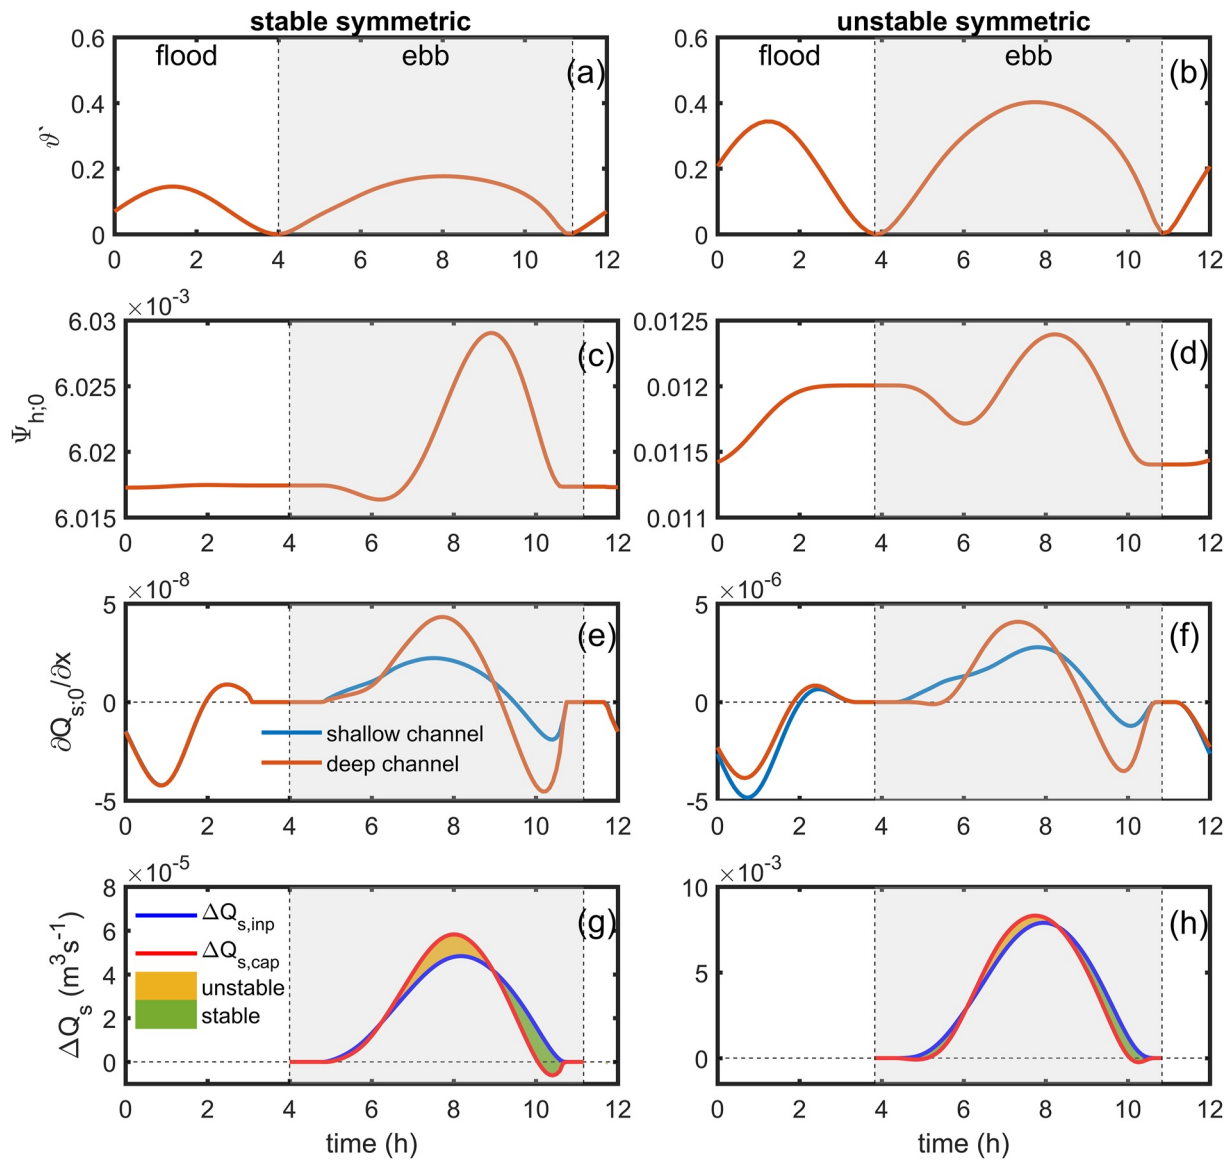 stable symmetric
unstable symmetric
flood ebb (a)
0.6
0.4
0.2
0
ϑ`
0 2 4 6 8 10 12
flood ebb (b)
0.6
0.4
0.2
0
0 2 4 6 8 10 12
×10⁻³
6.03
6.025
6.02
6.015
Ψh;0
(c)
0 2 4 6 8 10 12
0.0125
0.012
0.0115
0.011
(d)
0 2 4 6 8 10 12
×10⁻⁸
5
0
-5
∂Qs;0/∂x
(e)
shallow channel
deep channel
0 2 4 6 8 10 12
×10⁻⁶
5
0
-5
(f)
0 2 4 6 8 10 12
×10⁻⁵
8
6
4
2
0
ΔQs (m³s⁻¹)
ΔQs,inp
ΔQs,cap
unstable
stable
(g)
0 2 4 6 8 10 12
time (h)
×10⁻³
10
5
0
(h)
0 2 4 6 8 10 12
time (h)